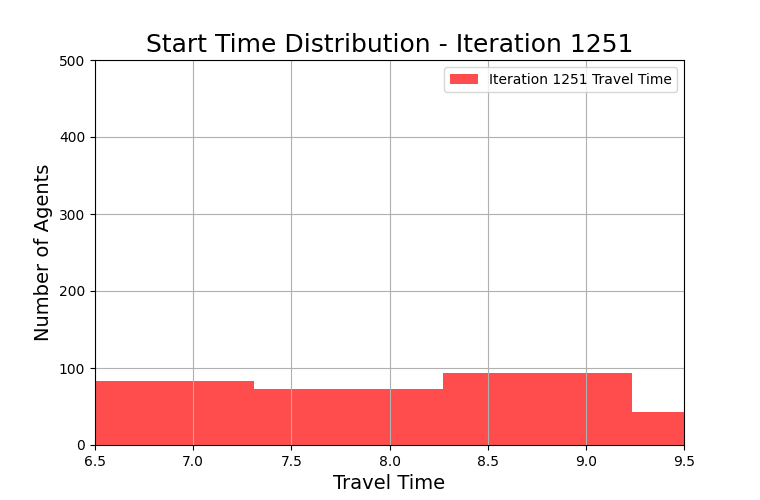 Start Time Distribution - Iteration 1251
500
Iteration 1251 Travel Time
400
300
200
100
0
Number of Agents
6.5 7.0 7.5 8.0 8.5 9.0 9.5
Travel Time